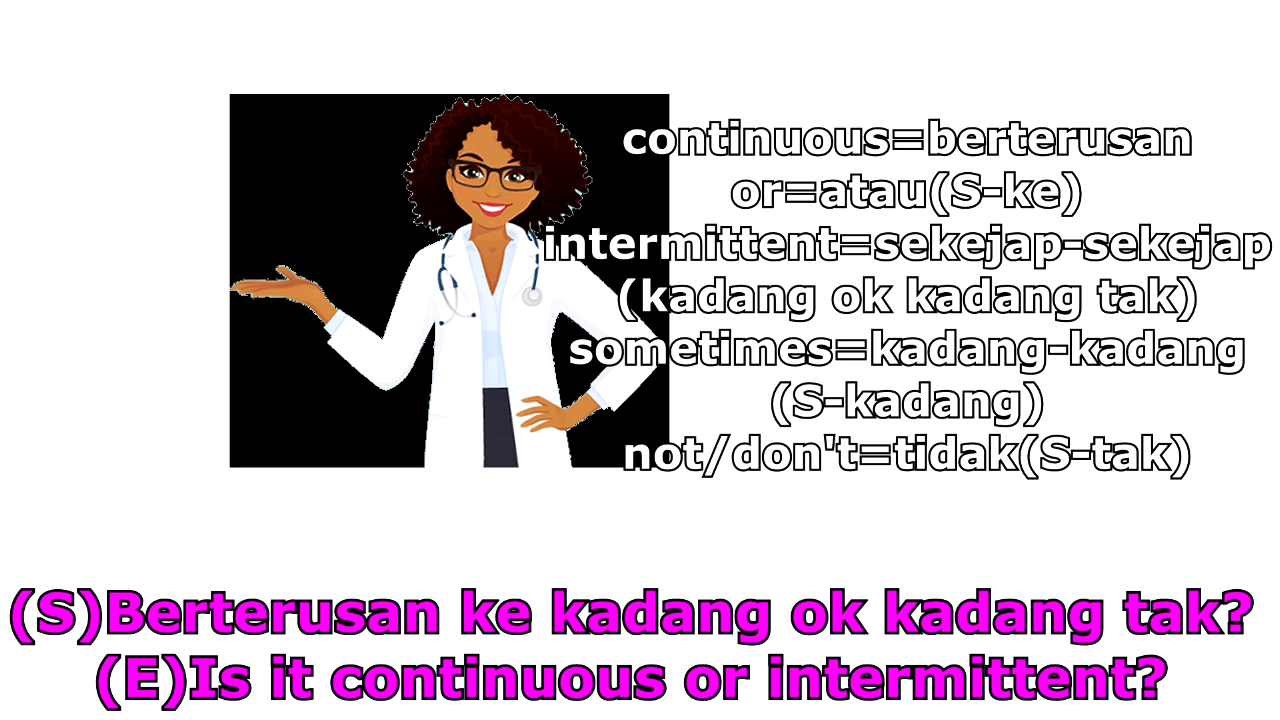 continuous=berterusan
or=atau(S-ke)
intermittent=sekejap-sekejap
(kadang ok kadang tak)
sometimes=kadang-kadang
(S-kadang)
not/don't=tidak(S-tak)
(S)Berterusan ke kadang ok kadang tak?
(E)Is it continuous or intermittent?